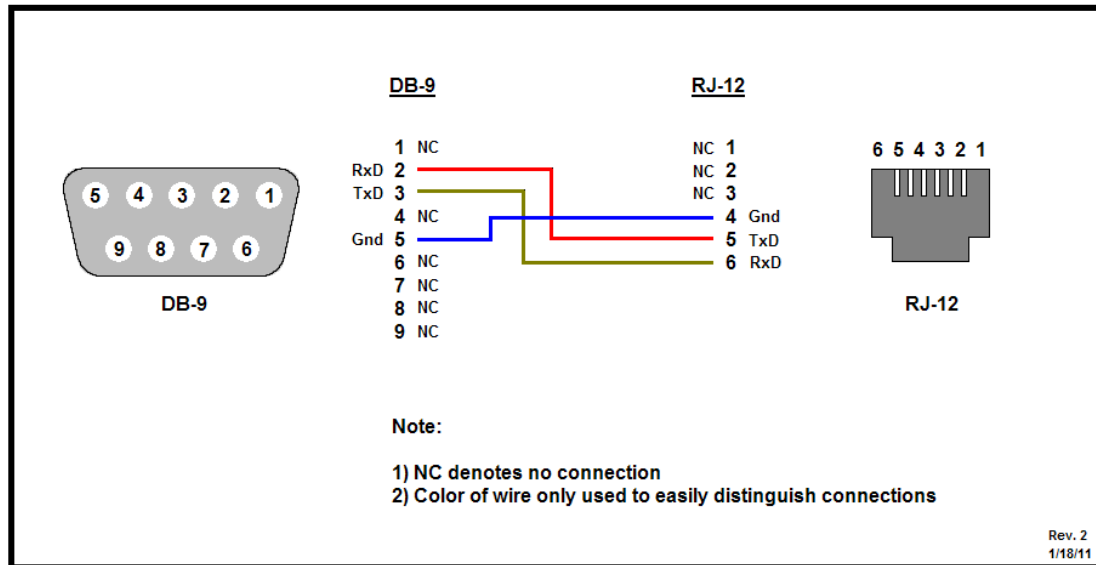 DB-9 RJ-12
1 NC NC 1
RxD 2 NC 2
TxD 3 NC 3
4 NC 4 Gnd
Gnd 5 5 TxD
6 NC 6 RxD
7 NC
8 NC
9 NC
5 4 3 2 1
9 8 7 6
DB-9
6 5 4 3 2 1
RJ-12
Note:
1) NC denotes no connection
2) Color of wire only used to easily distinguish connections
Rev. 2
1/18/11